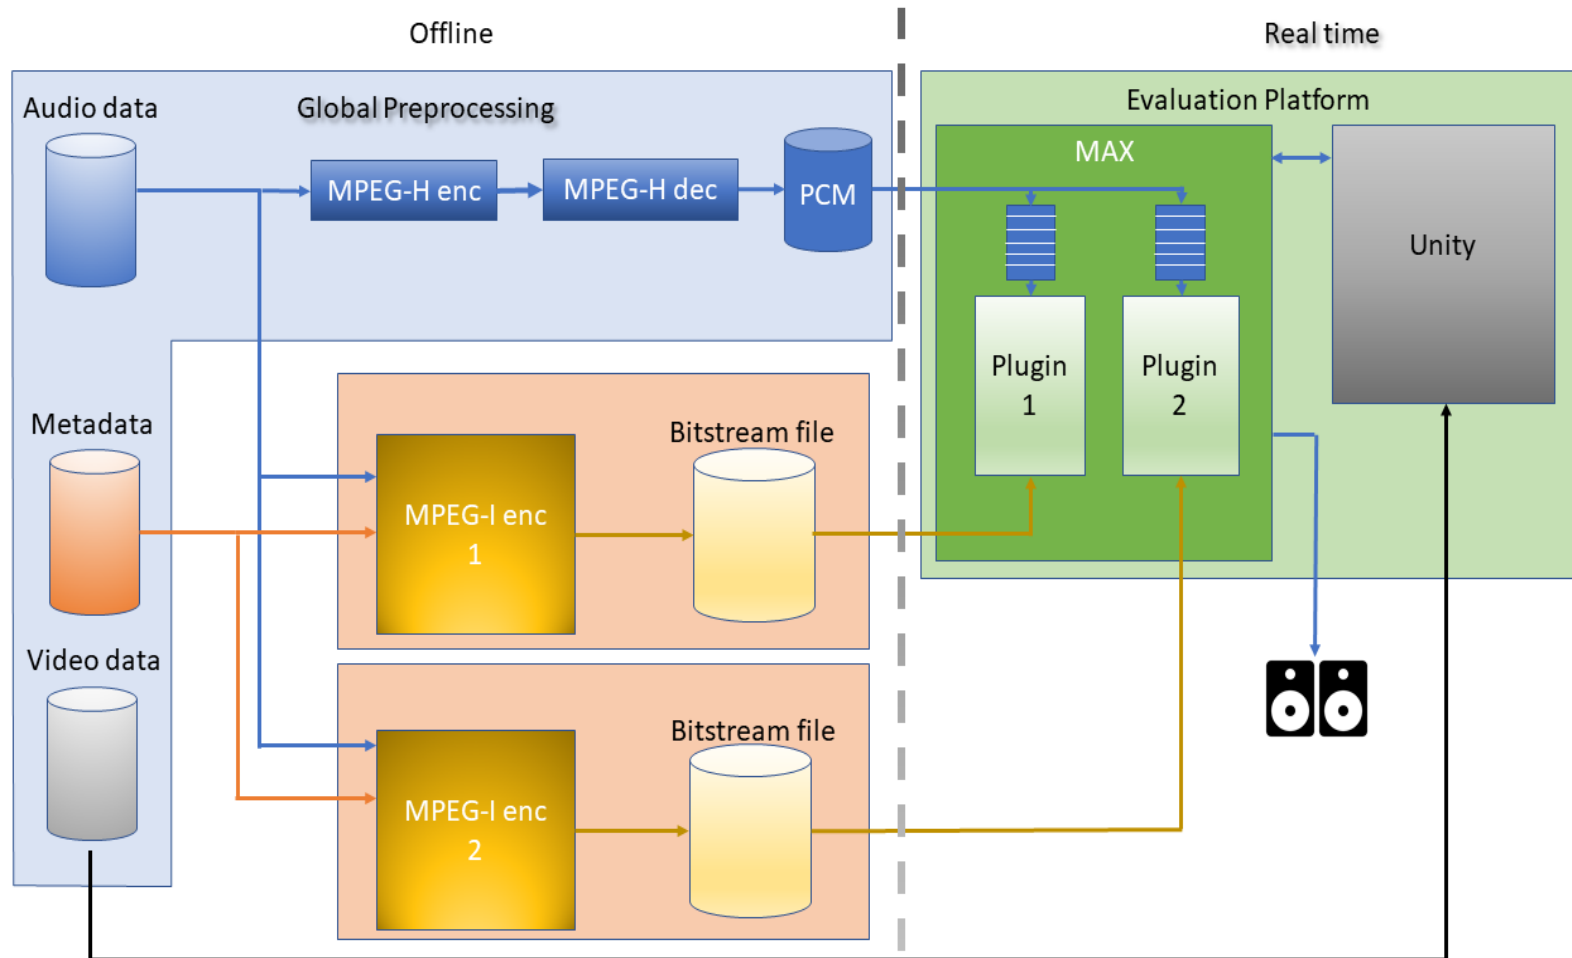 Offline
Real time
Audio data
Global Preprocessing
MPEG-H enc
MPEG-H dec
PCM
Evaluation Platform
MAX
Unity
Plugin
1
Plugin
2
Metadata
MPEG-I enc
1
Bitstream file
Video data
MPEG-I enc
2
Bitstream file